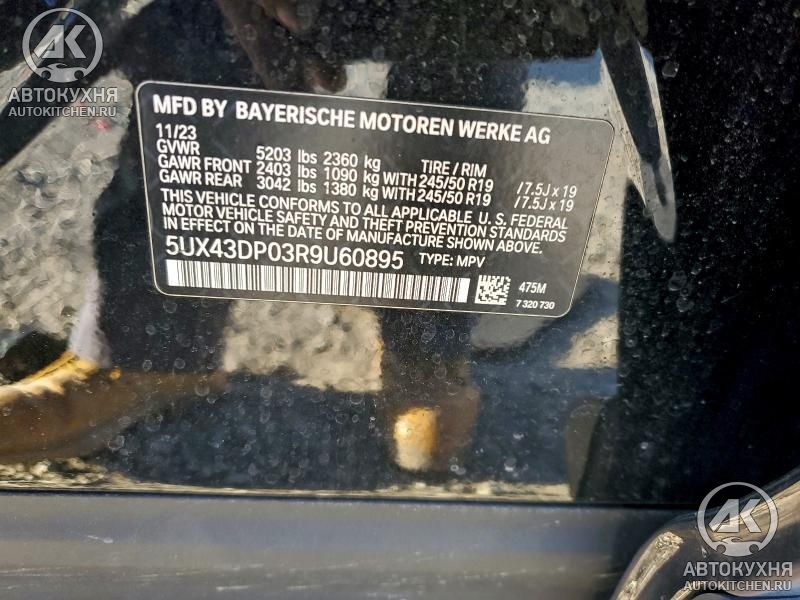 AK
АВТОКУХНЯ
AUTOKITCHEN.RU
MFD BY BAYERISCHE MOTOREN WERKE AG
11/23
GVWR 5203 lbs 2360 kg TIRE / RIM
GAWR FRONT 2403 lbs 1090 kg WITH 245/50 R19 / 7.5J x 19
GAWR REAR 3042 lbs 1380 kg WITH 245/50 R19 / 7.5J x 19
THIS VEHICLE CONFORMS TO ALL APPLICABLE U. S. FEDERAL
MOTOR VEHICLE SAFETY AND THEFT PREVENTION STANDARDS
IN EFFECT ON THE DATE OF MANUFACTURE SHOWN ABOVE.
5UX43DP03R9U60895 TYPE: MPV
475M
7 320 730
AK
АВТОКУХНЯ
AUTOKITCHEN.RU